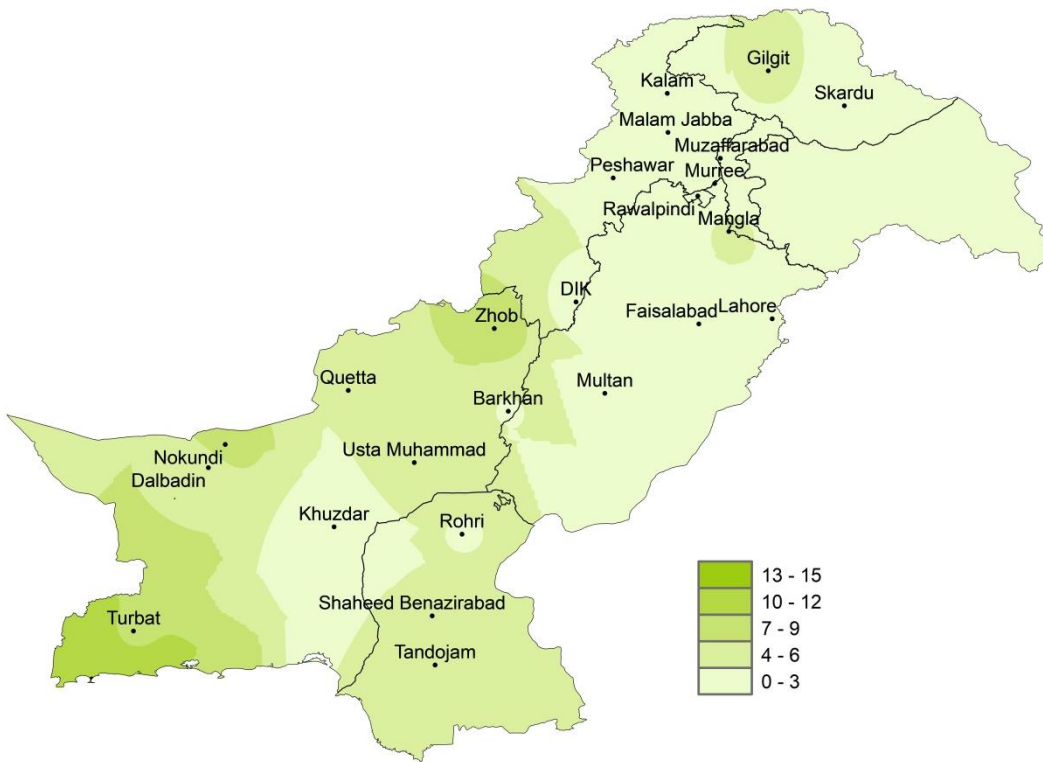 Gilgit
Kalam
Skardu
Malam Jabba
Muzaffarabad
Peshawar
Murree
Rawalpindi
Mangla
DIK
Zhob
Faisalabad
Lahore
Quetta
Multan
Barkhan
Usta Muhammad
Nokundi
Dalbadin
Khuzdar
Rohri
Shaheed Benazirabad
Turbat
Tandojam
13 - 15
10 - 12
7 - 9
4 - 6
0 - 3